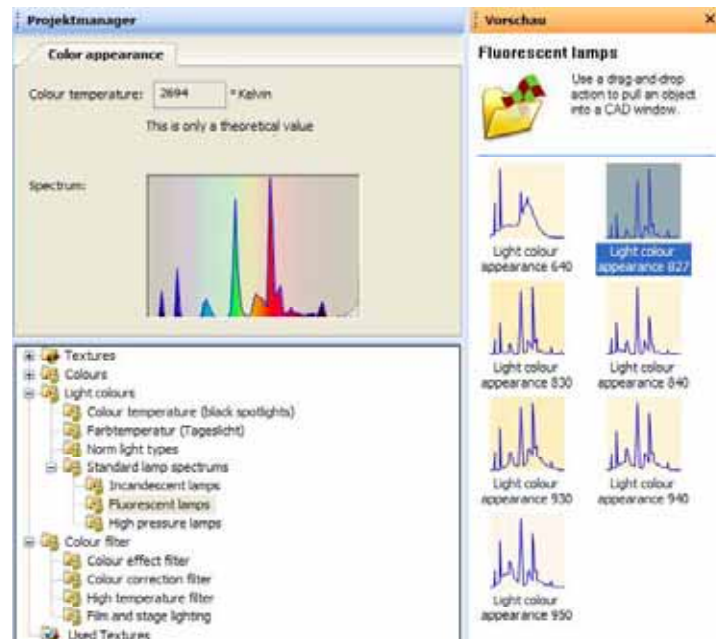 Projektmanager
Color appearance
Colour temperature: 2694 ° Kelvin
This is only a theoretical value
Spectrum:
Textures
Colours
Light colours
Colour temperature (black spotlights)
Farbtemperatur (Tageslicht)
Norm light types
Standard lamp spectrums
Incandescent lamps
Fluorescent lamps
High pressure lamps
Colour filter
Colour effect filter
Colour correction filter
High temperature filter
Film and stage lighting
Used Textures
Vorschau
Fluorescent lamps
Use a drag-and-drop
action to pull an object
into a CAD window.
Light colour
appearance 640
Light colour
appearance 827
Light colour
appearance 830
Light colour
appearance 840
Light colour
appearance 930
Light colour
appearance 940
Light colour
appearance 950